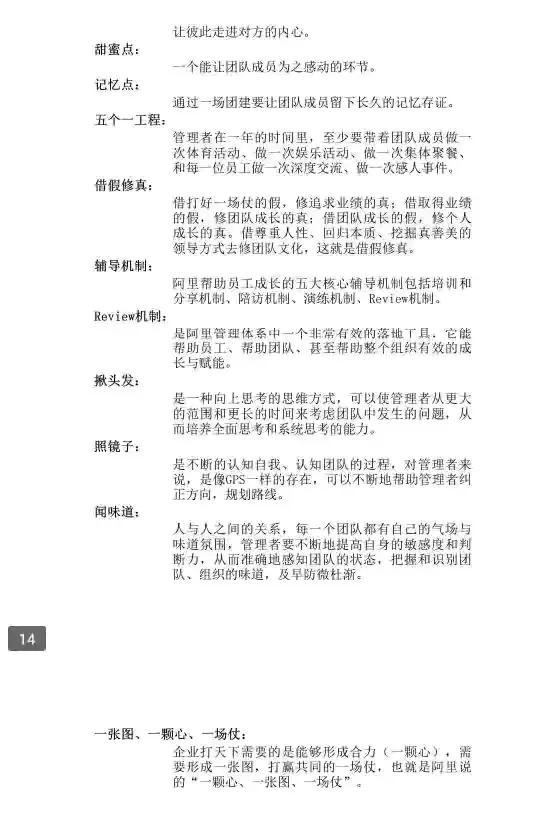 让彼此走进对方的内心。
甜蜜点：
一个能让团队成员为之感动的环节。
记忆点：
通过一场团建要让团队成员留下长久的记忆存证。
五个一工程：
管理者在一年的时间里，至少要带着团队成员做一
次体育活动、做一次娱乐活动、做一次集体聚餐、
和每一位员工做一次深度交流、做一次感人事件。
借假修真：
借打好一场仗的假，修追求业绩的真；借取得业绩
的假，修团队成长的真；借团队成长的假，修个人
成长的真。借尊重人性、回归本质、挖掘真善美的
领导方式去修团队文化，这就是借假修真。
辅导机制：
阿里帮助员工成长的五大核心辅导机制包括培训和
分享机制、陪访机制、演练机制、Review机制。
Review机制：
是阿里管理体系中一个非常有效的落地工具，它能
帮助员工、帮助团队、甚至帮助整个组织有效的成
长与赋能。
揪头发：
是一种向上思考的思维方式，可以使管理者从更大
的范围和更长的时间来考虑团队中发生的问题，从
而培养全面思考和系统思考的能力。
照镜子：
是不断的认知自我、认知团队的过程，对管理者来
说，是像GPS一样的存在，可以不断地帮助管理者纠
正方向，规划路线。
闻味道：
人与人之间的关系，每一个团队都有自己的气场与
味道氛围，管理者要不断地提高自身的敏感度和判
断力，从而准确地感知团队的状态，把握和识别团
队、组织的味道，及早防微杜渐。
14
一张图、一颗心、一场仗：
企业打天下需要的是能够形成合力（一颗心），需
要形成一张图，打赢共同的一场仗，也就是阿里说
的“一颗心、一张图、一场仗”。